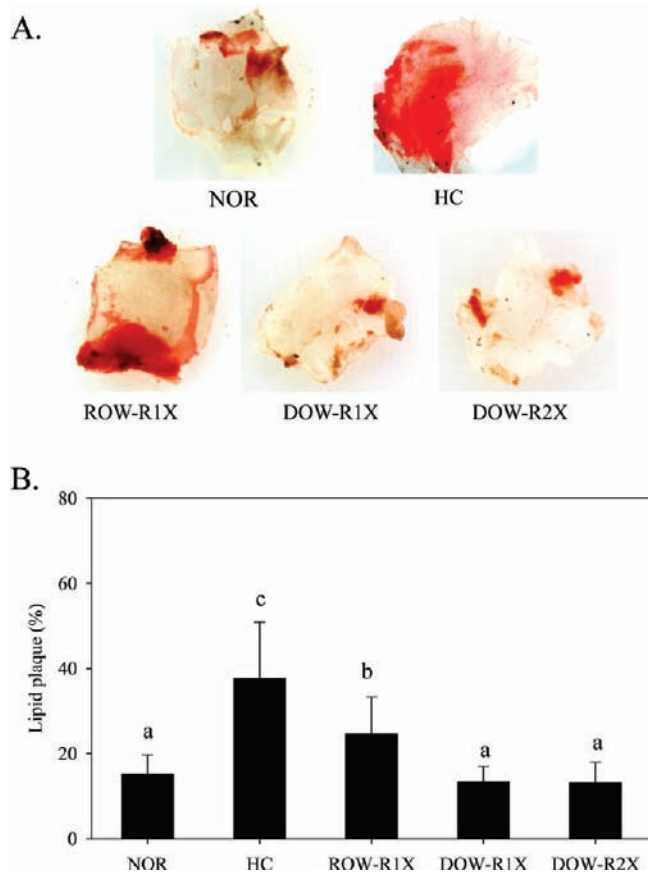 A.
NOR HC
ROW-R1X DOW-R1X DOW-R2X
B.
80
60
40
20
0
Lipid plaque (%)
a c b a a
NOR HC ROW-R1X DOW-R1X DOW-R2X